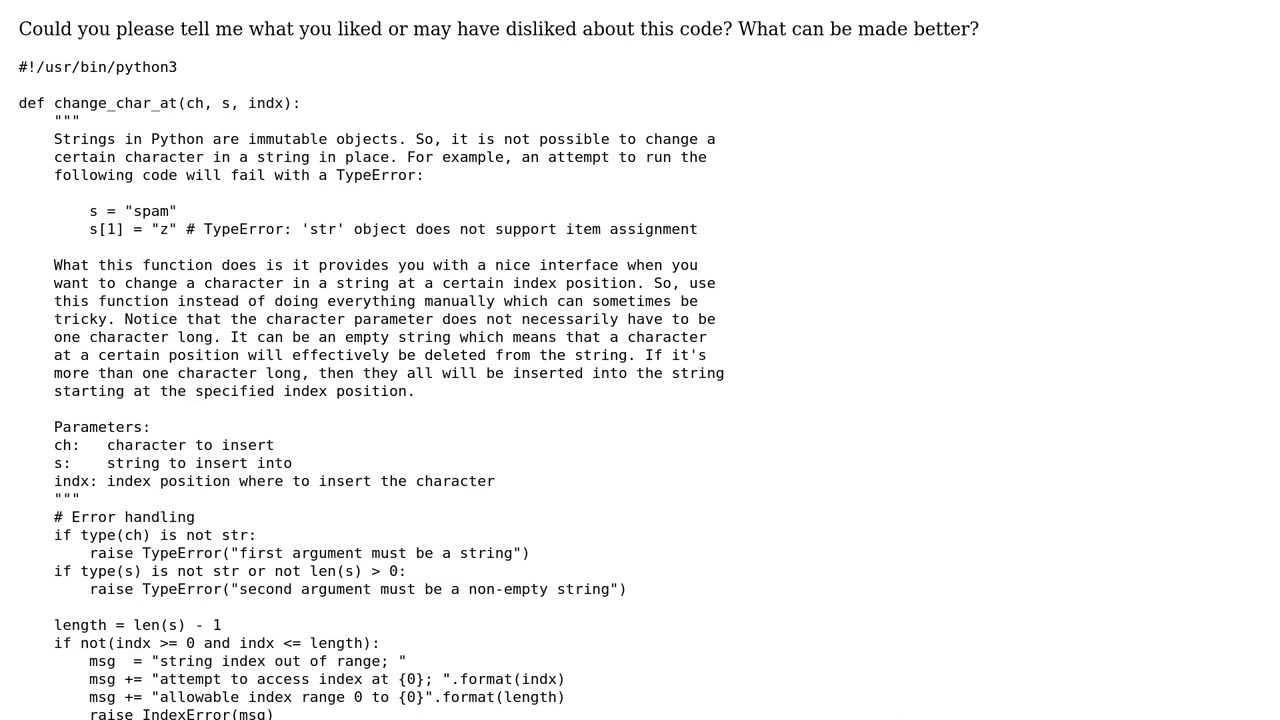 Could you please tell me what you liked or may have disliked about this code? What can be made better?
#!/usr/bin/python3
def change_char_at(ch, s, indx):
    """
    Strings in Python are immutable objects. So, it is not possible to change a
    certain character in a string in place. For example, an attempt to run the
    following code will fail with a TypeError:
        s = "spam"
        s[1] = "z" # TypeError: 'str' object does not support item assignment
    What this function does is it provides you with a nice interface when you
    want to change a character in a string at a certain index position. So, use
    this function instead of doing everything manually which can sometimes be
    tricky. Notice that the character parameter does not necessarily have to be
    one character long. It can be an empty string which means that a character
    at a certain position will effectively be deleted from the string. If it's
    more than one character long, then they all will be inserted into the string
    starting at the specified index position.
    Parameters:
    ch:   character to insert
    s:    string to insert into
    indx: index position where to insert the character
    """
    # Error handling
    if type(ch) is not str:
        raise TypeError("first argument must be a string")
    if type(s) is not str or not len(s) > 0:
        raise TypeError("second argument must be a non-empty string")
    length = len(s) - 1
    if not(indx >= 0 and indx <= length):
        msg  = "string index out of range; "
        msg += "attempt to access index at {0}; ".format(indx)
        msg += "allowable index range 0 to {0}".format(length)
        raise IndexError(msg)